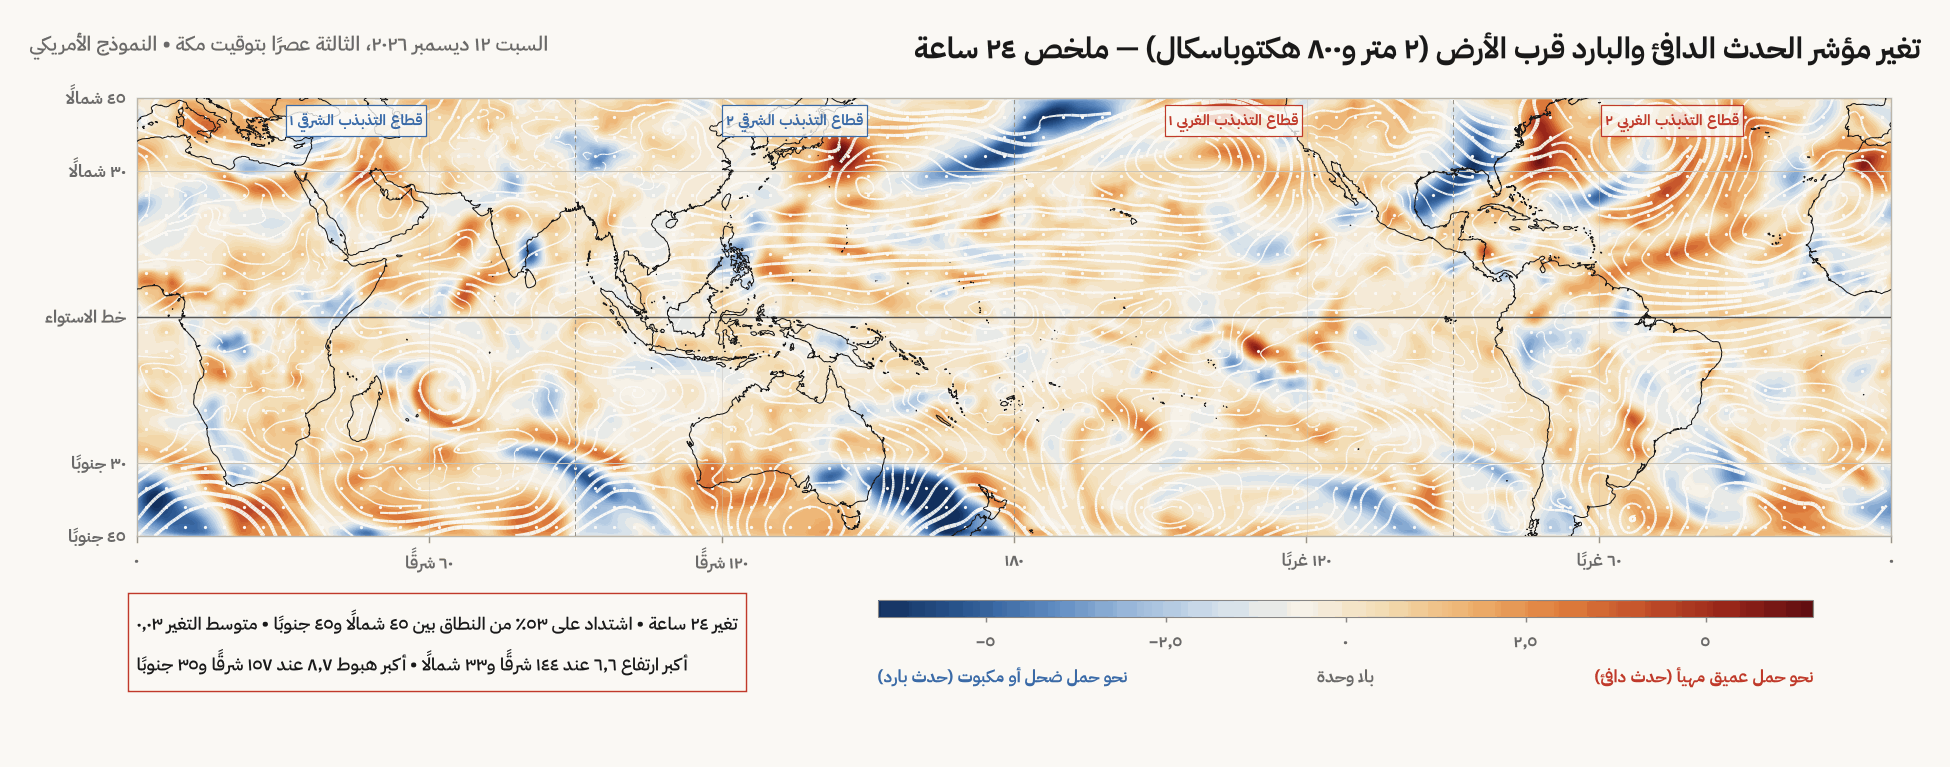 تغير مؤشر الحدث الدافئ والبارد قرب الأرض (٢ متر و٨٠٠ هكتوباسكال) — ملخص ٢٤ ساعة
السبت ١٢ ديسمبر ٢٠٢٦، الثالثة عصرًا بتوقيت مكة • النموذج الأمريكي
قطاع التذبذب الشرقي ١
قطاع التذبذب الشرقي ٢
قطاع التذبذب الغربي ١
قطاع التذبذب الغربي ٢
٤٥ شمالًا
٣٠ شمالًا
خط الاستواء
٣٠ جنوبًا
٤٥ جنوبًا
٠
٦٠ شرقًا
١٢٠ شرقًا
١٨٠
١٢٠ غربًا
٦٠ غربًا
٠
تغير ٢٤ ساعة • اشتداد على ٥٣٪ من النطاق بين ٤٥ شمالًا و٤٥ جنوبًا • متوسط التغير ٠,٠٣
أكبر ارتفاع ٦,٦ عند ١٤٤ شرقًا و٣٣ شمالًا • أكبر هبوط ٨,٧ عند ١٥٧ شرقًا و٣٥ جنوبًا
−٥
−٢,٥
٠
٢,٥
٥
نحو حمل ضحل أو مكبوت (حدث بارد)
بلا وحدة
نحو حمل عميق مهيأ (حدث دافئ)